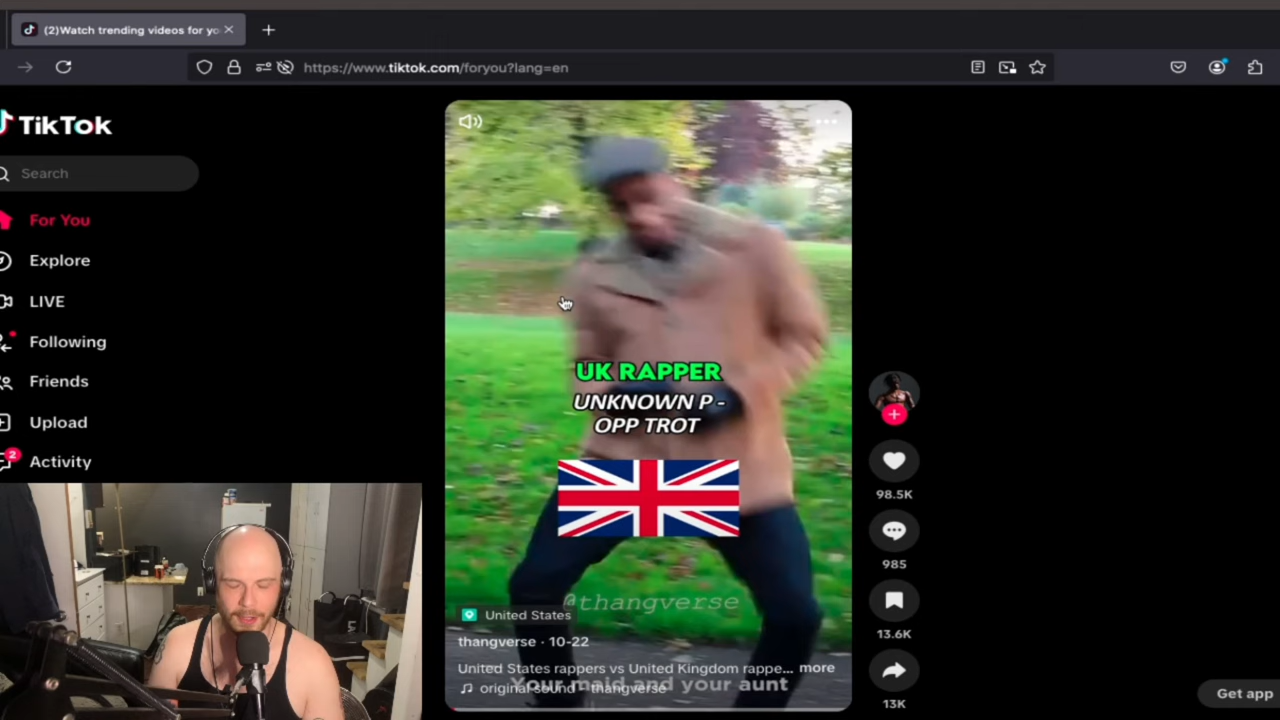 (2)Watch trending videos for yo
https://www.tiktok.com/foryou?lang=en
TikTok
Search
For You
Explore
LIVE
Following
Friends
Upload
2
Activity
UK RAPPER
UNKNOWN P -
OPP TROT
@thangverse
United States
thangverse · 10-22
United States rappers vs United Kingdom rappe... more
original sound - thangverse
Your maid and your aunt
98.5K
985
13.6K
13K
Get app